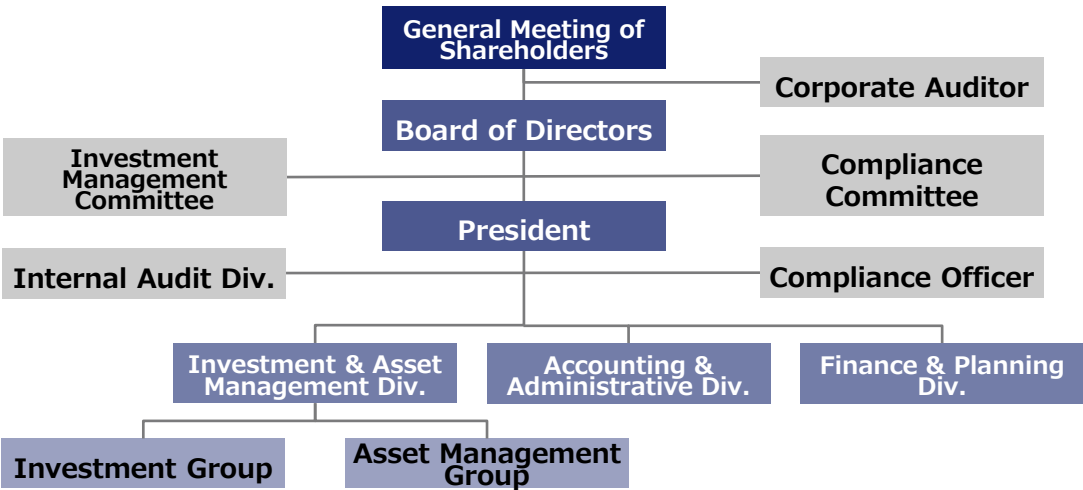 General Meeting of
Shareholders
Corporate Auditor
Board of Directors
Investment
Management
Committee
Compliance
Committee
President
Internal Audit Div.
Compliance Officer
Investment & Asset
Management Div.
Accounting &
Administrative Div.
Finance & Planning
Div.
Investment Group
Asset Management
Group